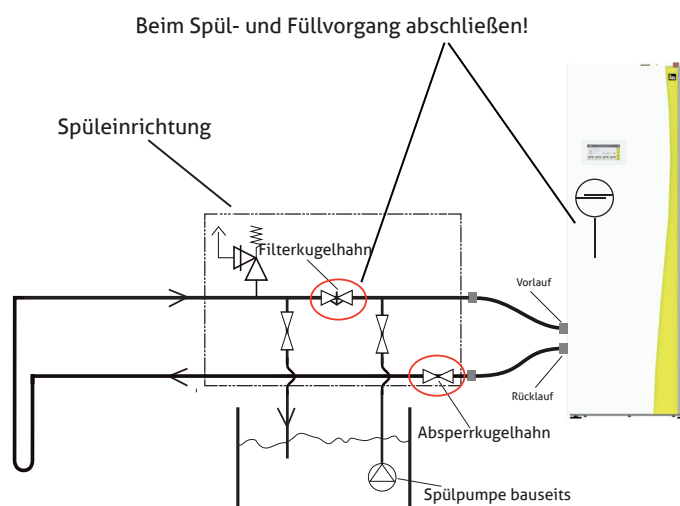 Beim Spül- und Füllvorgang abschließen!
Spüleinrichtung
Filterkugelhahn
Vorlauf
Rücklauf
Absperrkugelhahn
Spülpumpe bauseits